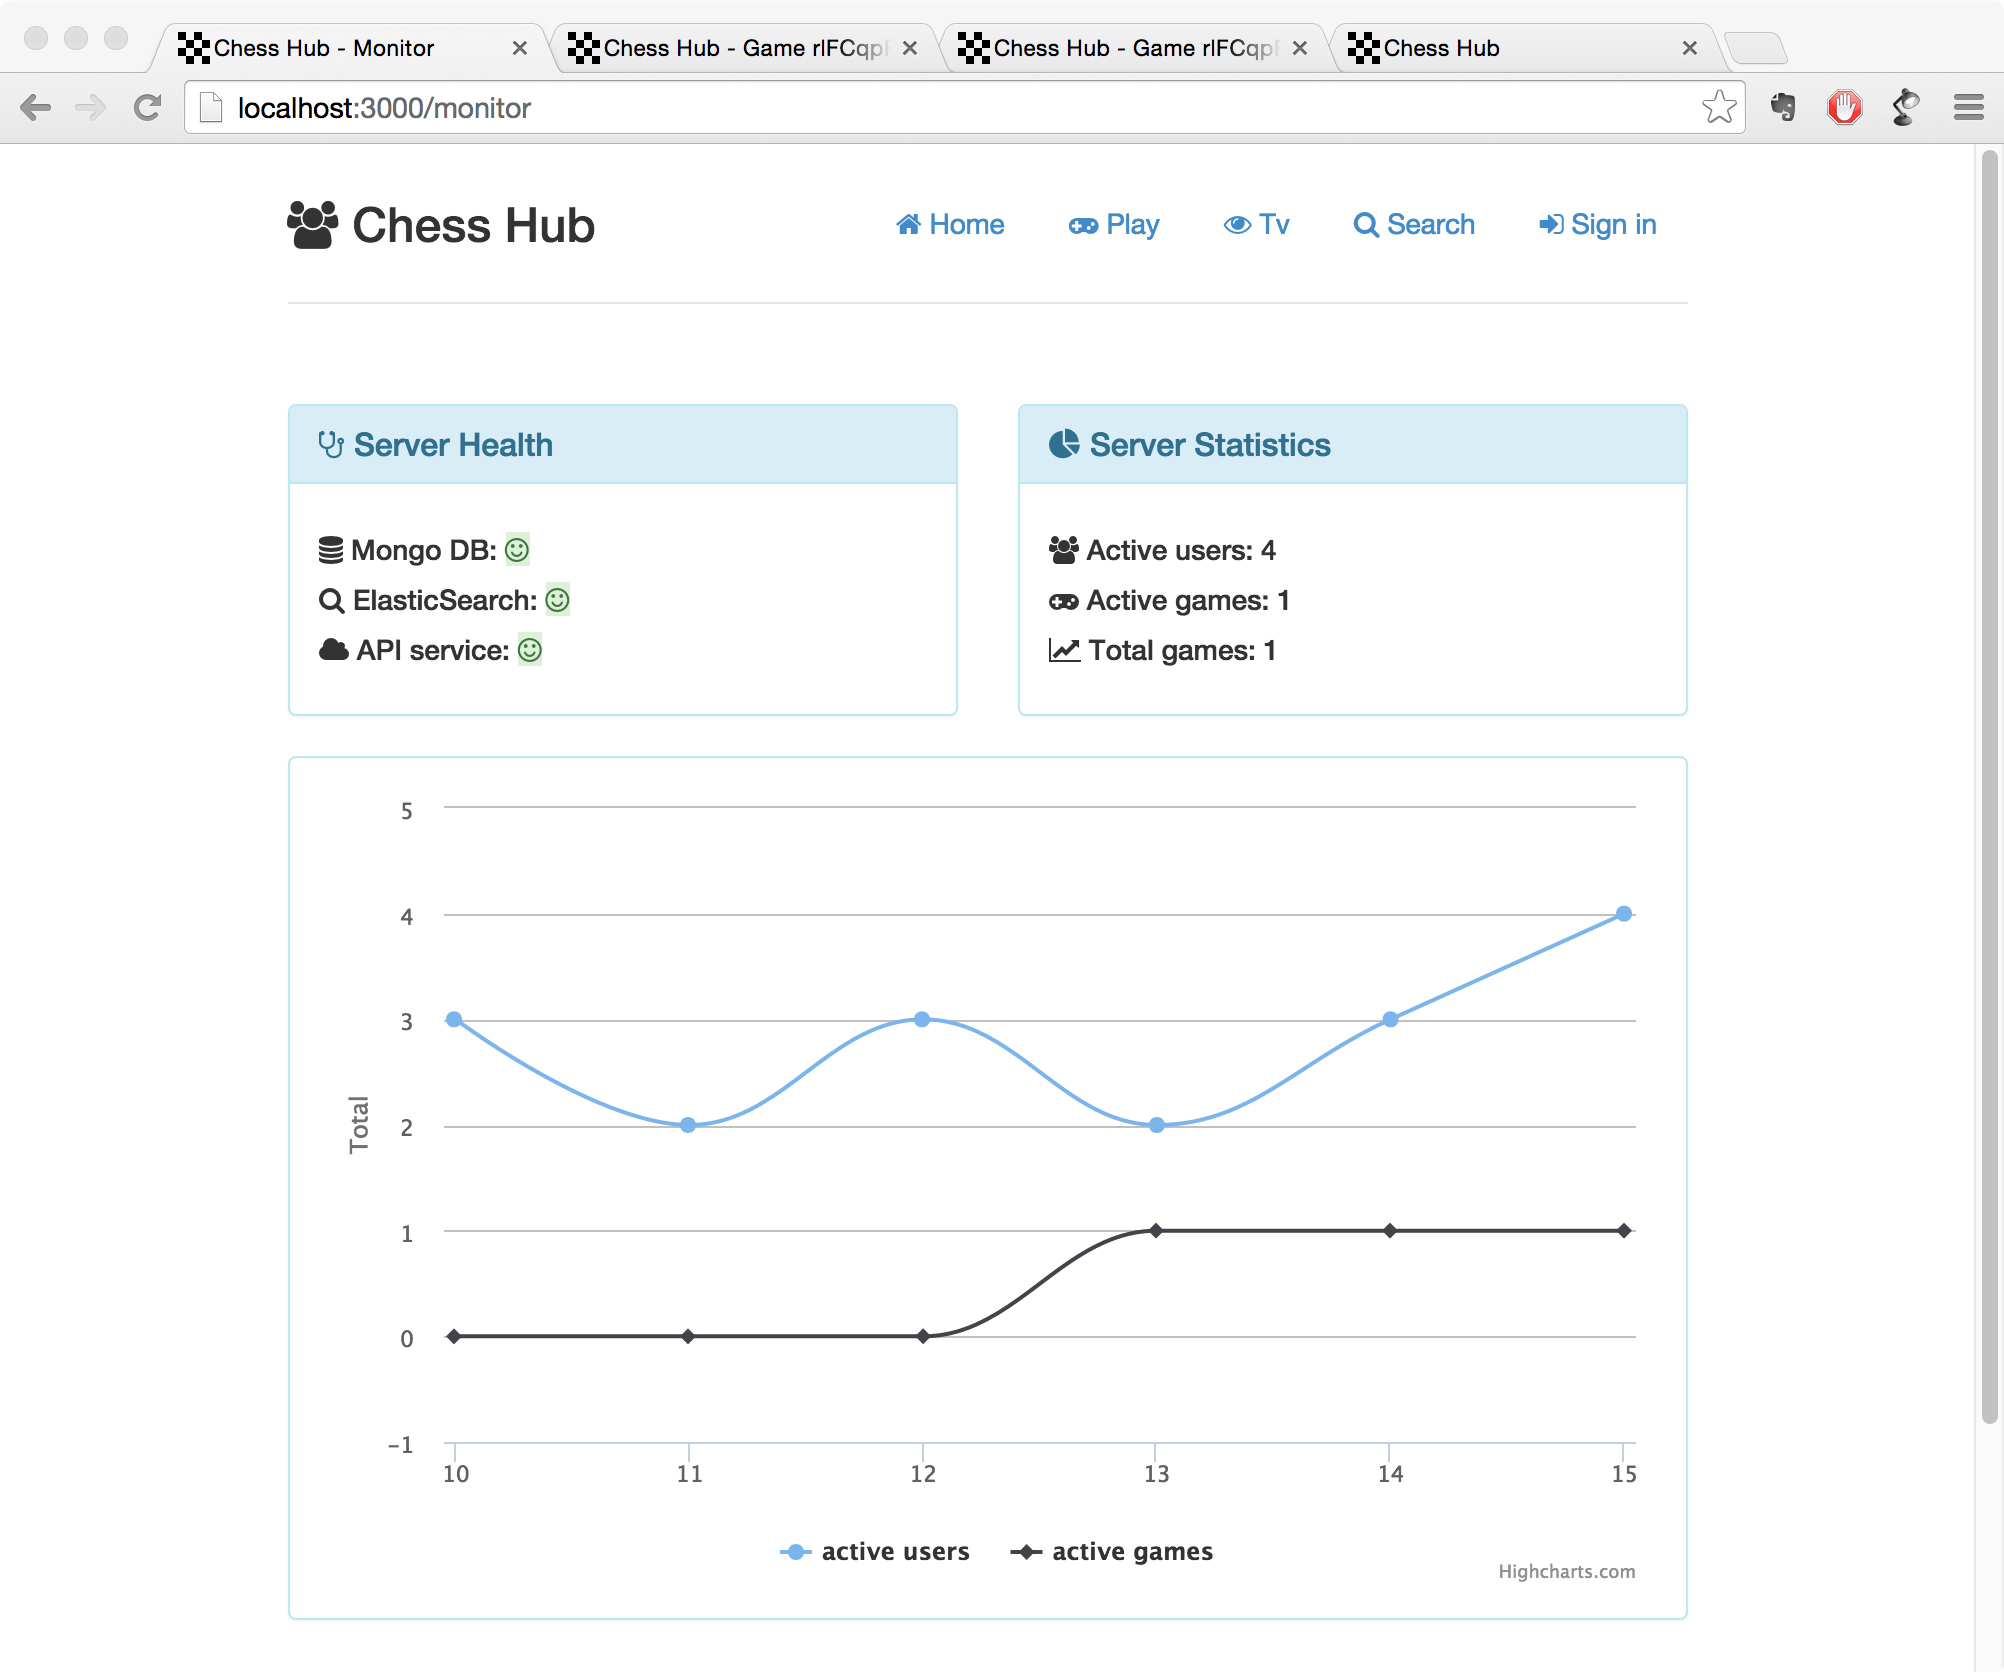 Chess Hub - Monitor
Chess Hub - Game rIFCqp
Chess Hub - Game rIFCqp
Chess Hub
localhost:3000/monitor
Chess Hub
Home Play Tv Search Sign in
Server Health
Mongo DB:
ElasticSearch:
API service:
Server Statistics
Active users: 4
Active games: 1
Total games: 1
5
4
3
2
1
0
-1
Total
10 11 12 13 14 15
active users active games
Highcharts.com